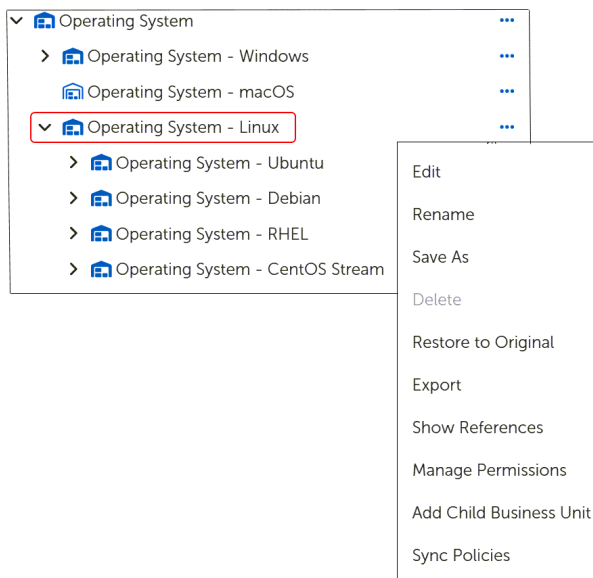 Operating System
Operating System - Windows
Operating System - macOS
Operating System - Linux
Operating System - Ubuntu
Operating System - Debian
Operating System - RHEL
Operating System - CentOS Stream
Edit
Rename
Save As
Delete
Restore to Original
Export
Show References
Manage Permissions
Add Child Business Unit
Sync Policies